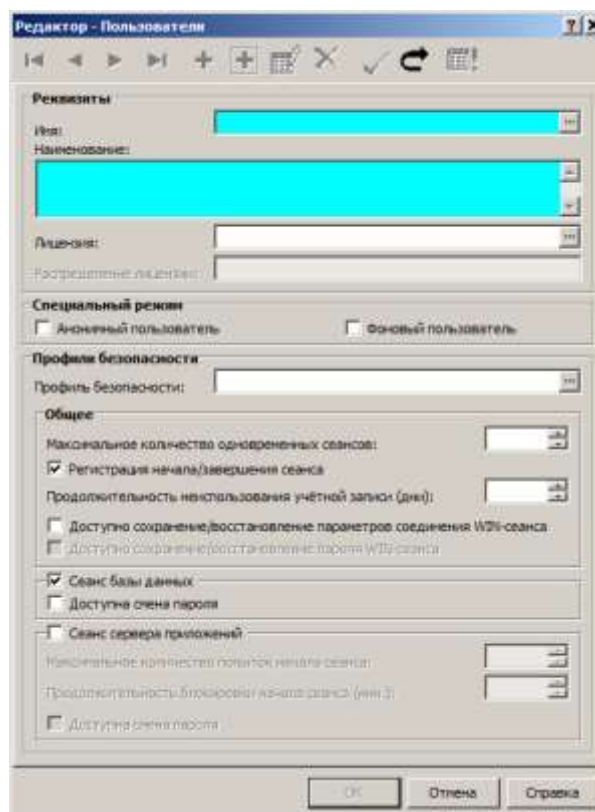 Редактор - Пользователи
Реквизиты
Имя:
Наименование:
Лицензия:
Распределение лицензии:
Специальный режим
Анонимный пользователь
Фоновый пользователь
Профили безопасности
Профиль безопасности:
Общее
Максимальное количество одновременных сеансов:
Регистрация начала/завершения сеанса
Продолжительность неиспользования учётной записи (дни):
Доступно сохранение/восстановление параметров соединения WIN-сеанса
Доступно сохранение/восстановление пароля WIN-сеанса
Сеанс базы данных
Доступна смена пароля
Сеанс сервера приложений
Максимальное количество попыток начала сеанса:
Продолжительность блокировки начала сеанса (мин.):
Доступна смена пароля
OK
Отмена
Справка